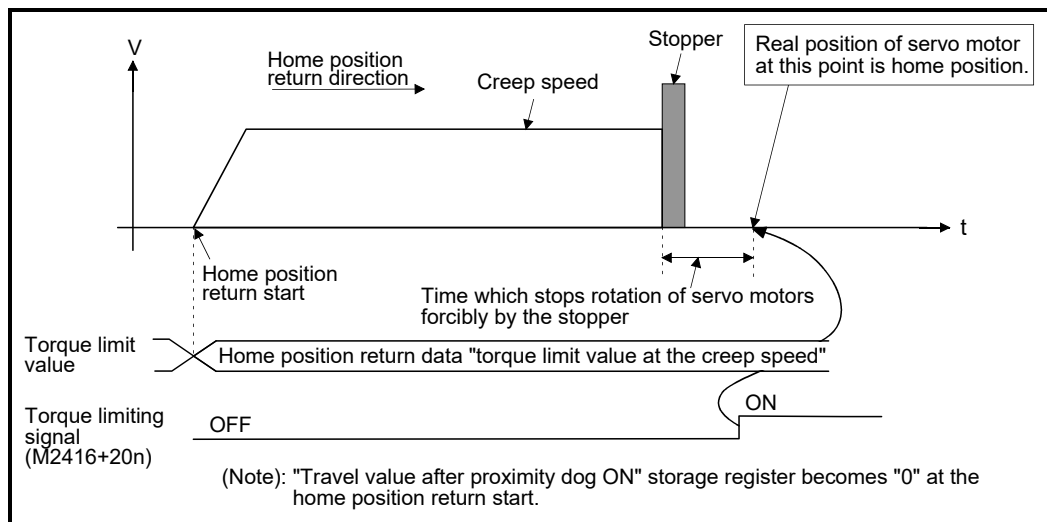 V
Home position
return direction
Creep speed
Stopper
Real position of servo motor
at this point is home position.
t
Home position
return start
Time which stops rotation of servo motors
forcibly by the stopper
Torque limit
value
Home position return data "torque limit value at the creep speed"
Torque limiting
signal
(M2416+20n)
OFF
ON
(Note): "Travel value after proximity dog ON" storage register becomes "0" at the
home position return start.